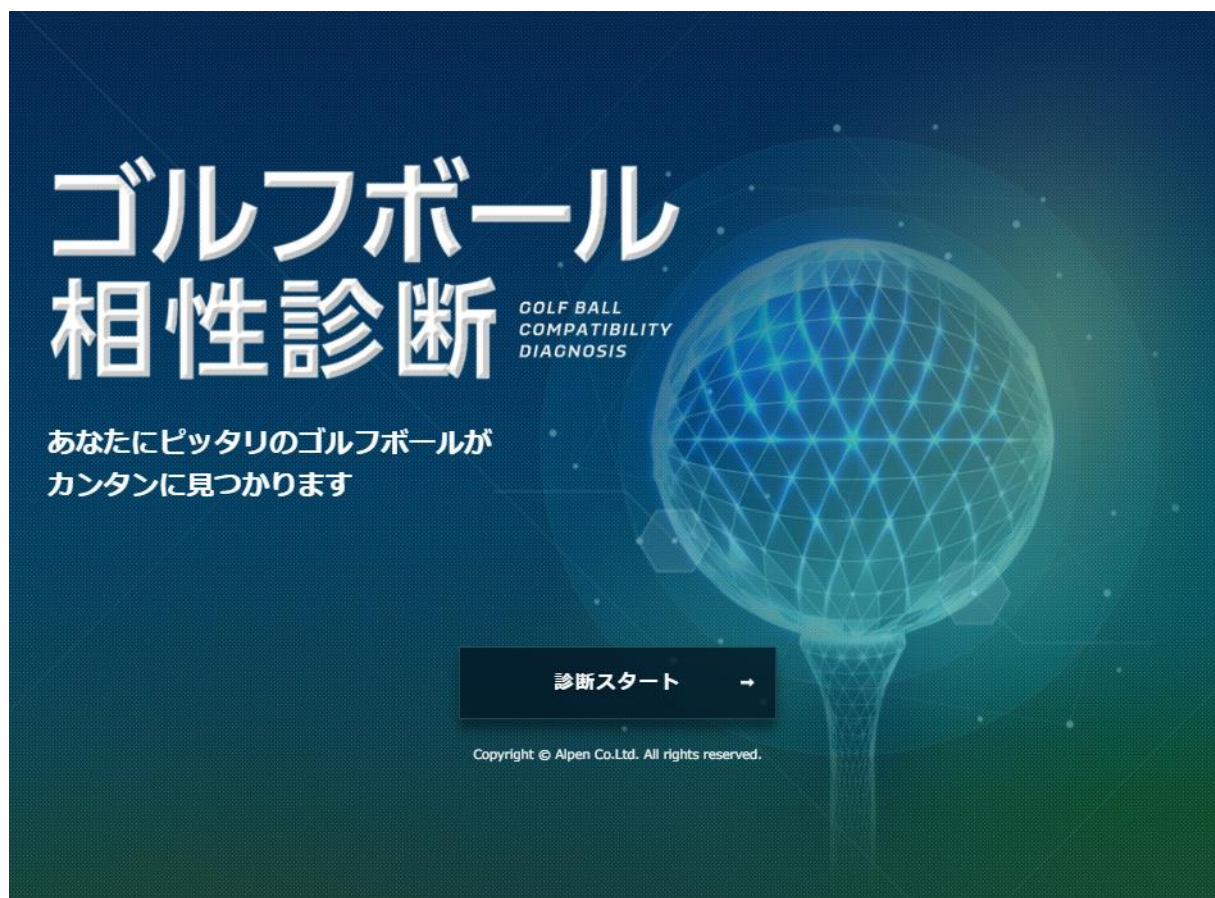 ゴルフボール
相性診断
GOLF BALL
COMPATIBILITY
DIAGNOSIS
あなたにピッタリのゴルフボールが
カンタンに見つかります
診断スタート →
Copyright © Alpen Co.Ltd. All rights reserved.